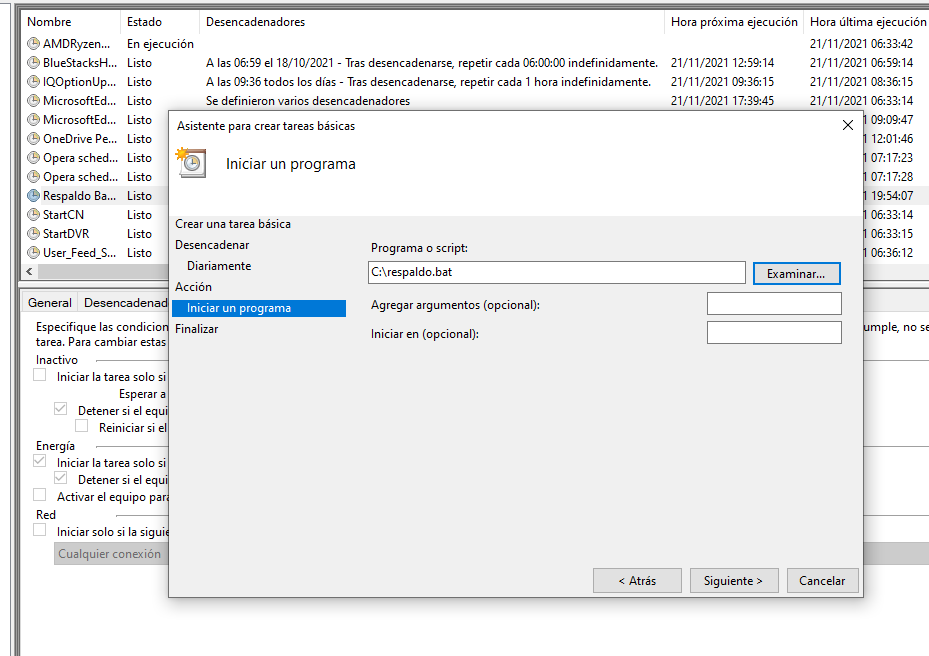 Nombre Estado Desencadenadores Hora próxima ejecución Hora última ejecución
AMDRyzen... En ejecución 21/11/2021 06:33:42
BlueStacksH... Listo A las 06:59 el 18/10/2021 - Tras desencadenarse, repetir cada 06:00:00 indefinidamente. 21/11/2021 12:59:14 21/11/2021 06:59:14
IQOptionUp... Listo A las 09:36 todos los días - Tras desencadenarse, repetir cada 1 hora indefinidamente. 21/11/2021 09:36:15 21/11/2021 08:36:15
MicrosoftEd... Listo Se definieron varios desencadenadores 21/11/2021 17:39:45 21/11/2021 06:33:14
MicrosoftEd... Listo 1 09:09:47
OneDrive Pe... Listo 1 12:01:46
Opera sched... Listo 1 07:17:23
Opera sched... Listo 1 07:17:28
Respaldo Ba... Listo 1 19:54:07
StartCN Listo 1 06:33:14
StartDVR Listo 1 06:33:15
User_Feed_S... Listo 1 06:36:12
Asistente para crear tareas básicas
Iniciar un programa
Crear una tarea básica
Desencadenar
Diariamente
Acción
Iniciar un programa
Finalizar
Programa o script:
C:\respaldo.bat Examinar...
Agregar argumentos (opcional):
Iniciar en (opcional):
< Atrás Siguiente > Cancelar
General Desencadenad
Especifique las condicion umple, no se
tarea. Para cambiar estas
Inactivo
Iniciar la tarea solo si
Esperar a
Detener si el equi
Reiniciar si el
Energía
Iniciar la tarea solo si
Detener si el equi
Activar el equipo para
Red
Iniciar solo si la siguie
Cualquier conexión